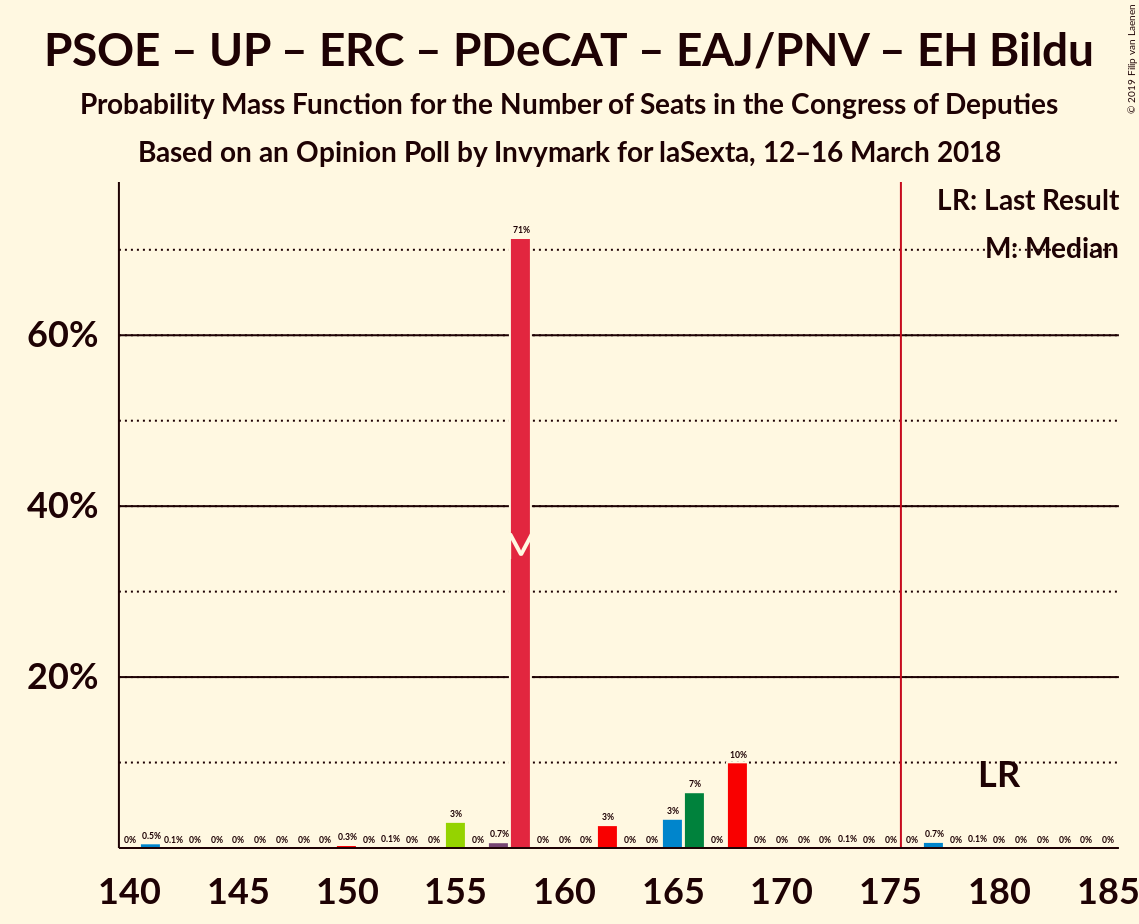 PSOE – UP – ERC – PDeCAT – EAJ/PNV – EH Bildu
Probability Mass Function for the Number of Seats in the Congress of Deputies
Based on an Opinion Poll by Invymark for laSexta, 12–16 March 2018
© 2019 Filip van Laenen
LR: Last Result
M: Median
60%
40%
20%
0% 0.5% 0.1% 0% 0% 0% 0% 0% 0% 0% 0.3% 0% 0.1% 0% 0% 3% 0% 0.7% 71% 0% 0% 0% 3% 0% 0% 3% 7% 0% 10% 0% 0% 0% 0% 0.1% 0% 0% 0% 0.7% 0% 0.1% 0% 0% 0% 0% 0% 0%
M
LR
140 145 150 155 160 165 170 175 180 185